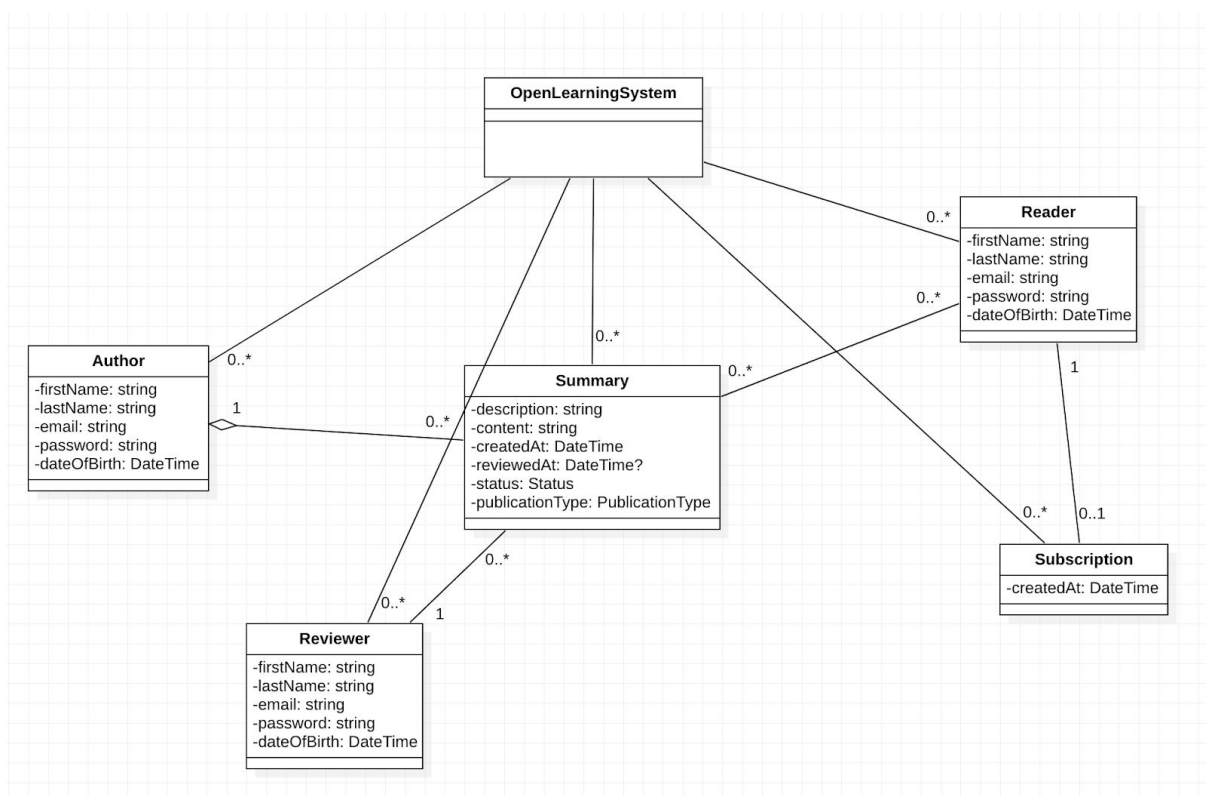 OpenLearningSystem
0..*
Reader
-firstName: string
-lastName: string
-email: string
-password: string
-dateOfBirth: DateTime
0..*
0..*
0..*
Author
-firstName: string
-lastName: string
-email: string
-password: string
-dateOfBirth: DateTime
0..*
1
0..*
Summary
-description: string
-content: string
-createdAt: DateTime
-reviewedAt: DateTime?
-status: Status
-publicationType: PublicationType
1
0..*
0..1
Subscription
-createdAt: DateTime
0..*
0..*
1
Reviewer
-firstName: string
-lastName: string
-email: string
-password: string
-dateOfBirth: DateTime